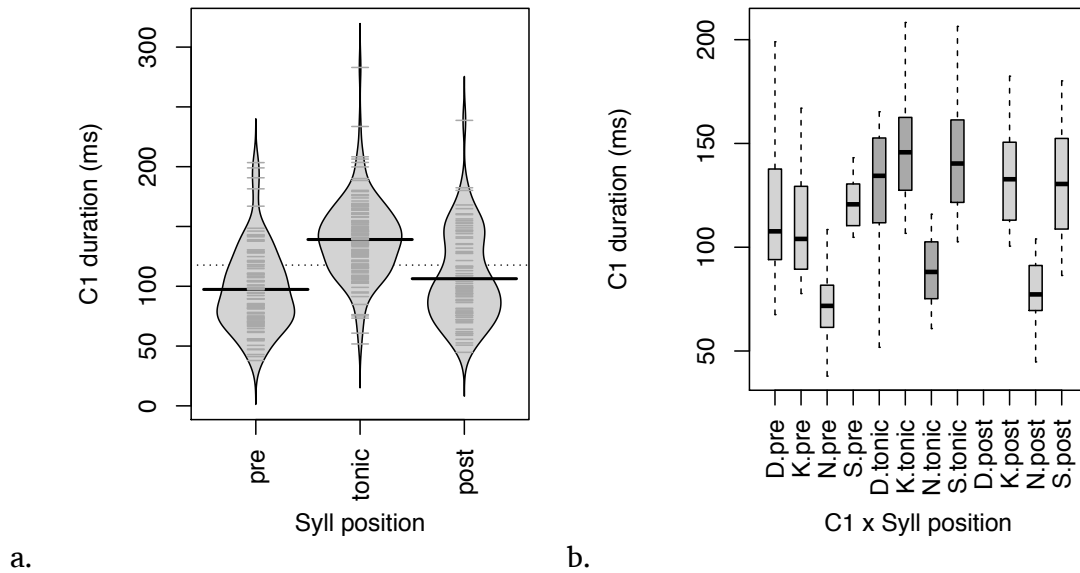 300
200
100
50
0
C1 duration (ms)
pre
tonic
post
Syll position
a.
200
150
100
50
C1 duration (ms)
D.pre
K.pre
N.pre
S.pre
D.tonic
K.tonic
N.tonic
S.tonic
D.post
K.post
N.post
S.post
C1 x Syll position
b.